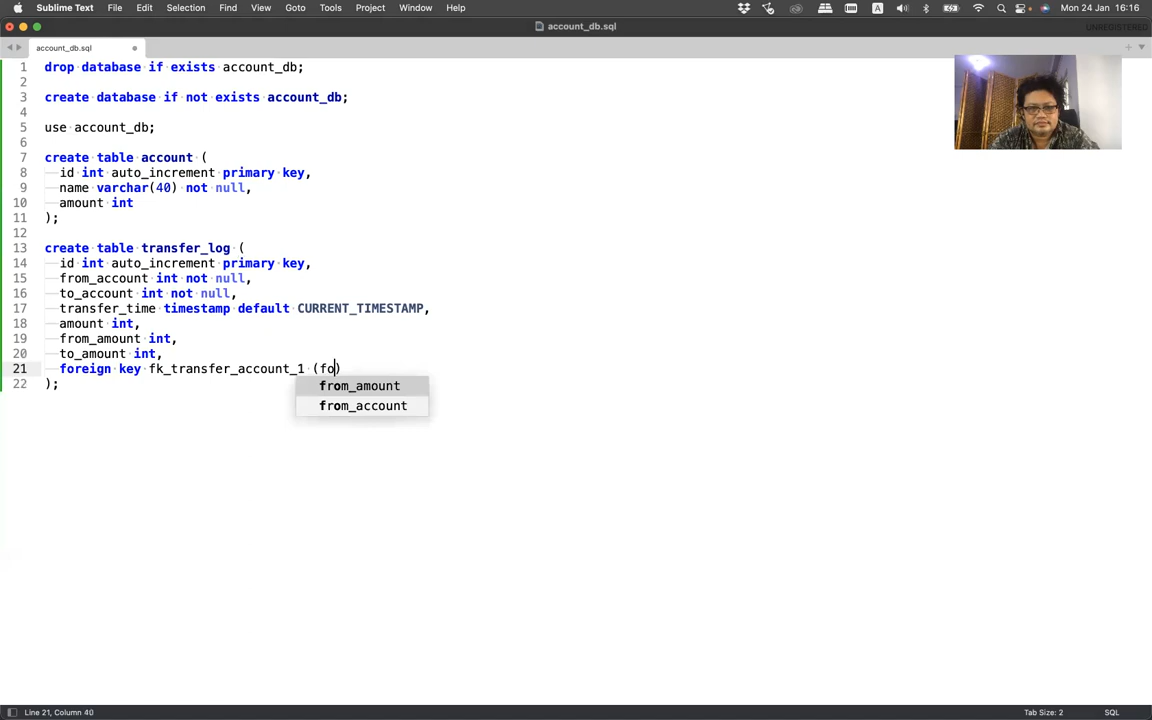 Sublime Text File Edit Selection Find View Goto Tools Project Window Help A Mon 24 Jan 16:16
account_db.sql UNREGISTERED
account_db.sql
1 drop database if exists account_db;
2
3 create database if not exists account_db;
4
5 use account_db;
6
7 create table account (
8 id int auto_increment primary key,
9 name varchar(40) not null,
10 amount int
11 );
12
13 create table transfer_log (
14 id int auto_increment primary key,
15 from_account int not null,
16 to_account int not null,
17 transfer_time timestamp default CURRENT_TIMESTAMP,
18 amount int,
19 from_amount int,
20 to_amount int,
21 foreign key fk_transfer_account_1 (fo)
22 );
from_amount
from_account
Line 21, Column 40 Tab Size: 2 SQL